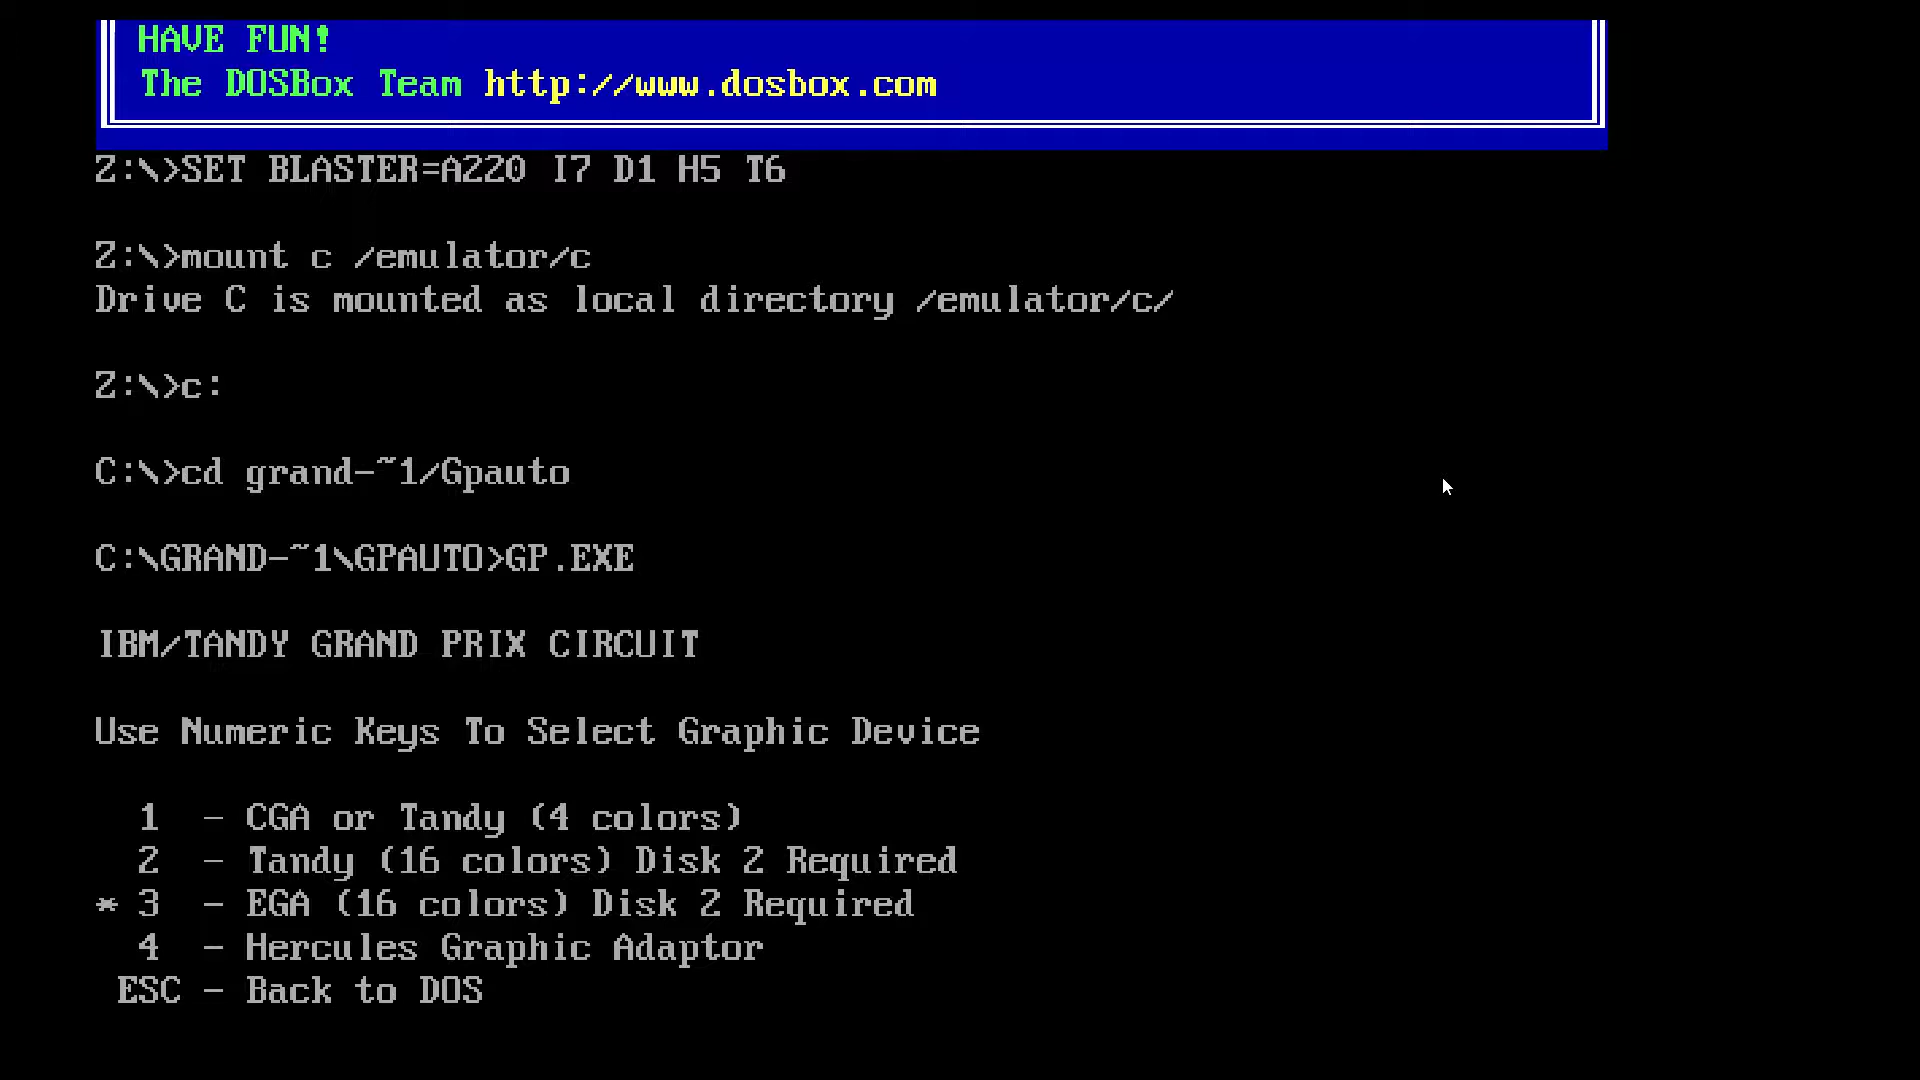 HAVE FUN!
The DOSBox Team http://www.dosbox.com
Z:\>SET BLASTER=A220 I7 D1 H5 T6
Z:\>mount c /emulator/c
Drive C is mounted as local directory /emulator/c/
Z:\>c:
C:\>cd grand-~1/Gpauto
C:\GRAND-~1\GPAUTO>GP.EXE
IBM/TANDY GRAND PRIX CIRCUIT
Use Numeric Keys To Select Graphic Device
1 - CGA or Tandy (4 colors)
2 - Tandy (16 colors) Disk 2 Required
* 3 - EGA (16 colors) Disk 2 Required
4 - Hercules Graphic Adaptor
ESC - Back to DOS